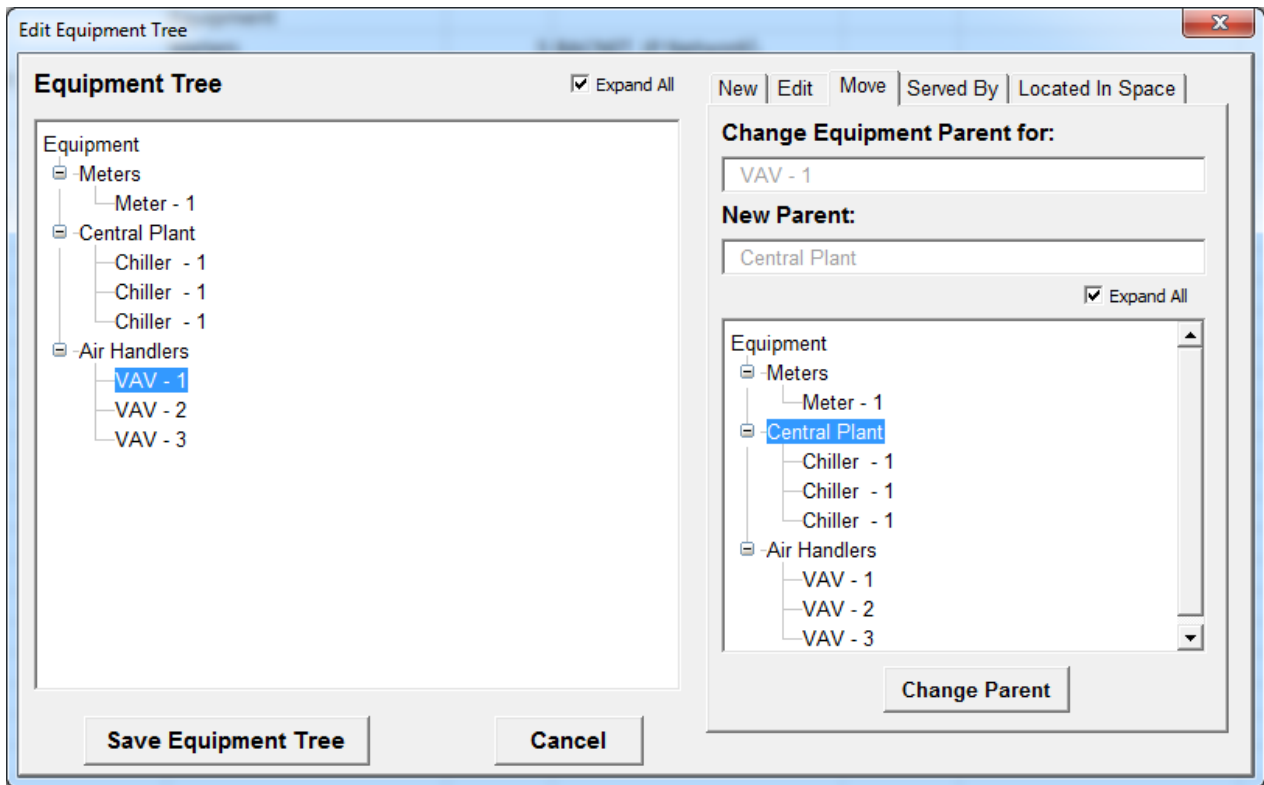 Edit Equipment Tree
Equipment Tree
Expand All
Equipment
Meters
Meter - 1
Central Plant
Chiller - 1
Chiller - 1
Chiller - 1
Air Handlers
VAV - 1
VAV - 2
VAV - 3
Save Equipment Tree
Cancel
New
Edit
Move
Served By
Located In Space
Change Equipment Parent for:
VAV - 1
New Parent:
Central Plant
Expand All
Equipment
Meters
Meter - 1
Central Plant
Chiller - 1
Chiller - 1
Chiller - 1
Air Handlers
VAV - 1
VAV - 2
VAV - 3
Change Parent